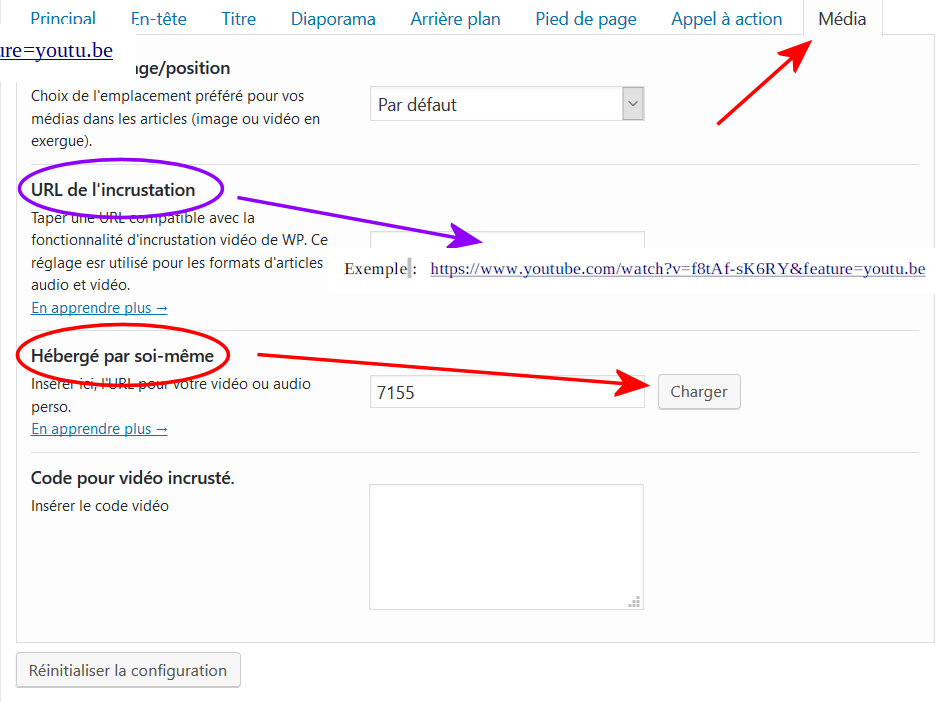 Principal En-tête Titre Diaporama Arrière plan Pied de page Appel à action Média
ure=youtu.be
age/position
Choix de l'emplacement préféré pour vos
médias dans les articles (image ou vidéo en
exergue).
Par défaut
URL de l'incrustation
Taper une URL compatible avec la
fonctionnalité d'incrustation vidéo de WP. Ce
réglage esr utilisé pour les formats d'articles
audio et vidéo.
En apprendre plus →
Exemple : https://www.youtube.com/watch?v=f8tAf-sK6RY&feature=youtu.be
Hébergé par soi-même
Insérer ici, l'URL pour votre vidéo ou audio
perso.
En apprendre plus →
7155
Charger
Code pour vidéo incrusté.
Insérer le code vidéo
Réinitialiser la configuration